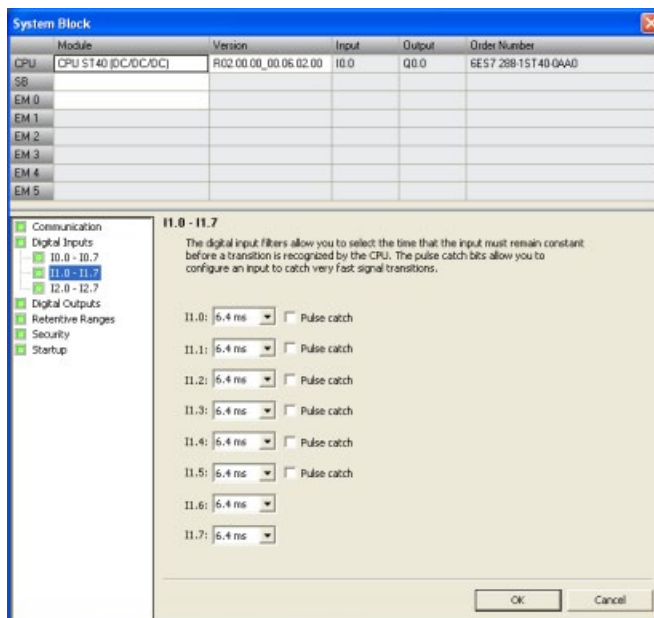 System Block
Module Version Input Output Order Number
CPU CPU ST40 (DC/DC/DC) R02.00.00_00.06.02.00 I0.0 Q0.0 6ES7 288-1ST40-0AA0
SB
EM 0
EM 1
EM 2
EM 3
EM 4
EM 5
Communication
Digital Inputs
I0.0 - I0.7
I1.0 - I1.7
I2.0 - I2.7
Digital Outputs
Retentive Ranges
Security
Startup
I1.0 - I1.7
The digital input filters allow you to select the time that the input must remain constant
before a transition is recognized by the CPU. The pulse catch bits allow you to
configure an input to catch very fast signal transitions.
I1.0: 6.4 ms Pulse catch
I1.1: 6.4 ms Pulse catch
I1.2: 6.4 ms Pulse catch
I1.3: 6.4 ms Pulse catch
I1.4: 6.4 ms Pulse catch
I1.5: 6.4 ms Pulse catch
I1.6: 6.4 ms
I1.7: 6.4 ms
OK Cancel